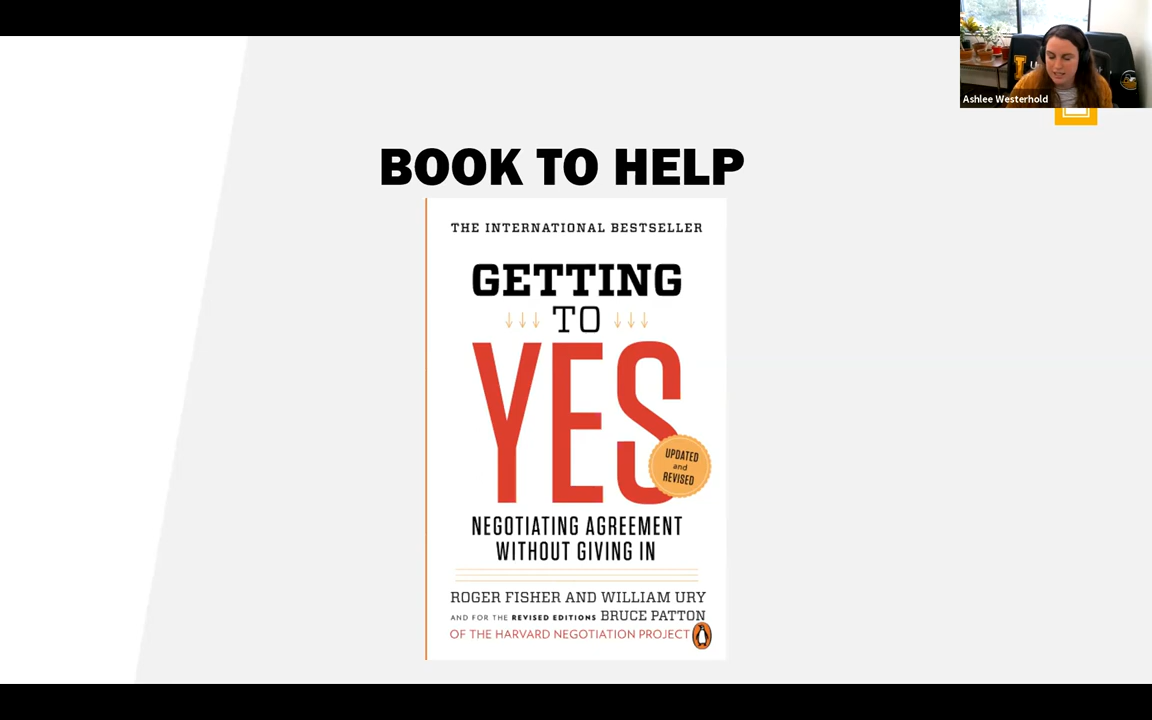 Ashlee Westerhold
BOOK TO HELP
THE INTERNATIONAL BESTSELLER
GETTING
TO
YES
UPDATED
and
REVISED
NEGOTIATING AGREEMENT
WITHOUT GIVING IN
ROGER FISHER AND WILLIAM URY
AND FOR THE REVISED EDITIONS BRUCE PATTON
OF THE HARVARD NEGOTIATION PROJECT